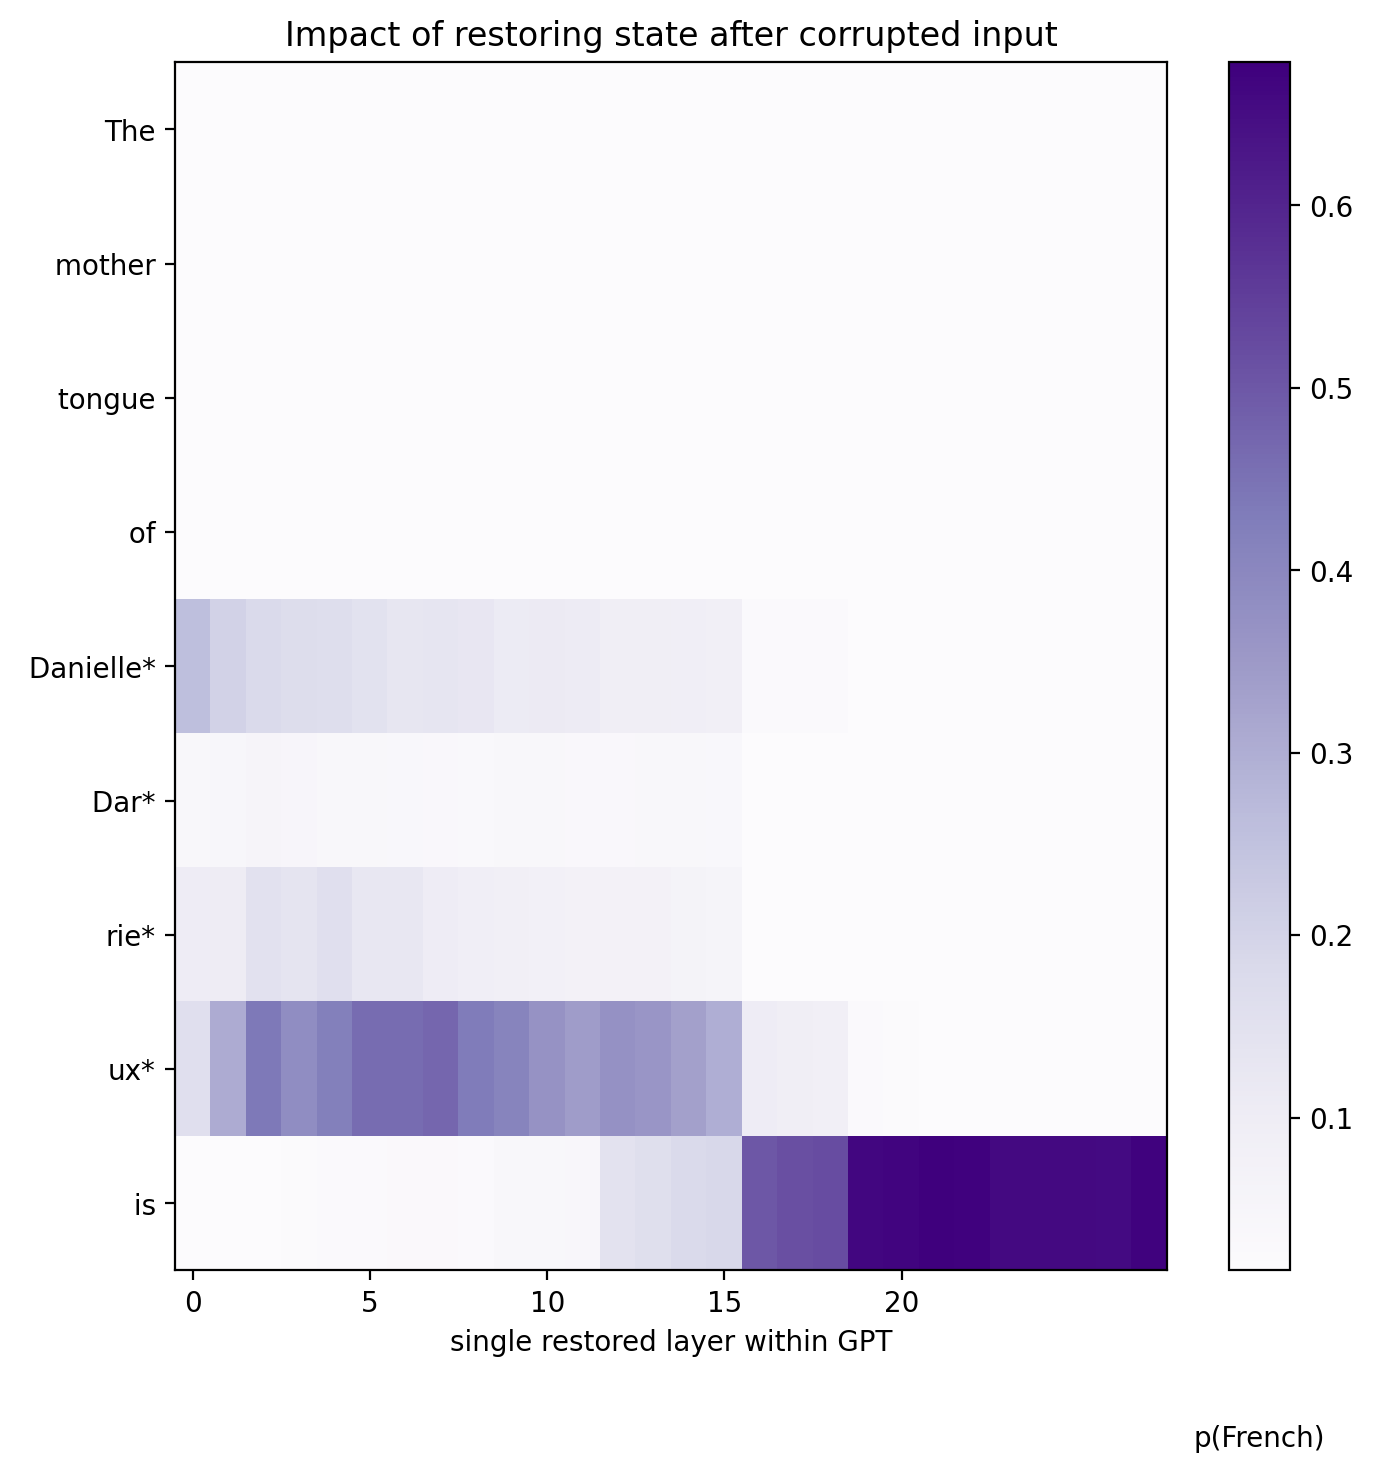 Impact of restoring state after corrupted input
The
mother
tongue
of
Danielle*
Dar*
rie*
ux*
is
0 5 10 15 20
single restored layer within GPT
0.6
0.5
0.4
0.3
0.2
0.1
p(French)